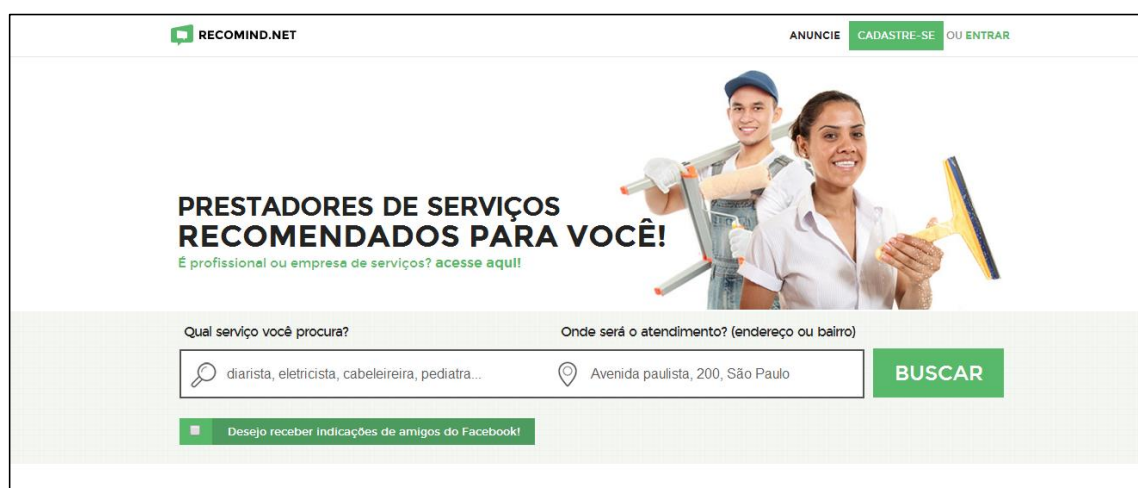 RECOMIND.NET
ANUNCIE CADASTRE-SE OU ENTRAR
PRESTADORES DE SERVIÇOS
RECOMENDADOS PARA VOCÊ!
É profissional ou empresa de serviços? acesse aqui!
Qual serviço você procura?
Onde será o atendimento? (endereço ou bairro)
diarista, eletricista, cabeleireira, pediatra...
Avenida paulista, 200, São Paulo
BUSCAR
Desejo receber indicações de amigos do Facebook!